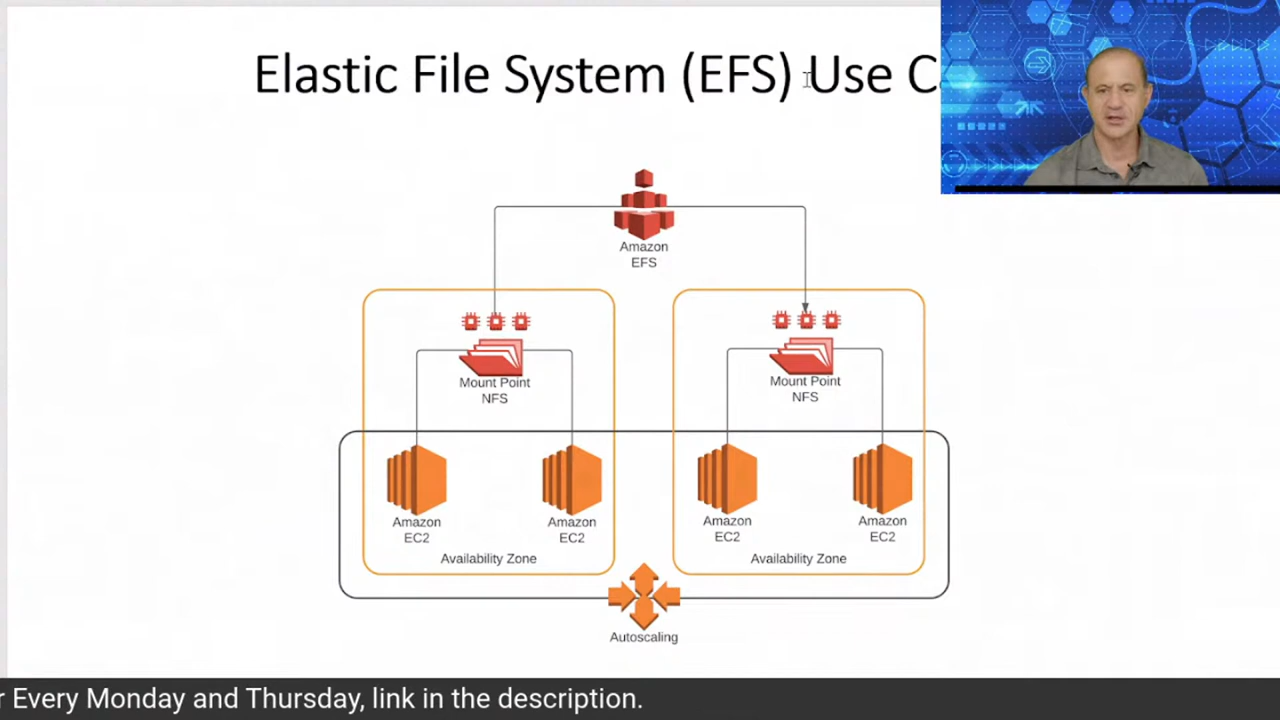 Elastic File System (EFS) Use
Amazon
EFS
Mount Point
NFS
Mount Point
NFS
Amazon
EC2
Amazon
EC2
Amazon
EC2
Amazon
EC2
Availability Zone
Availability Zone
Autoscaling
Every Monday and Thursday, link in the description.